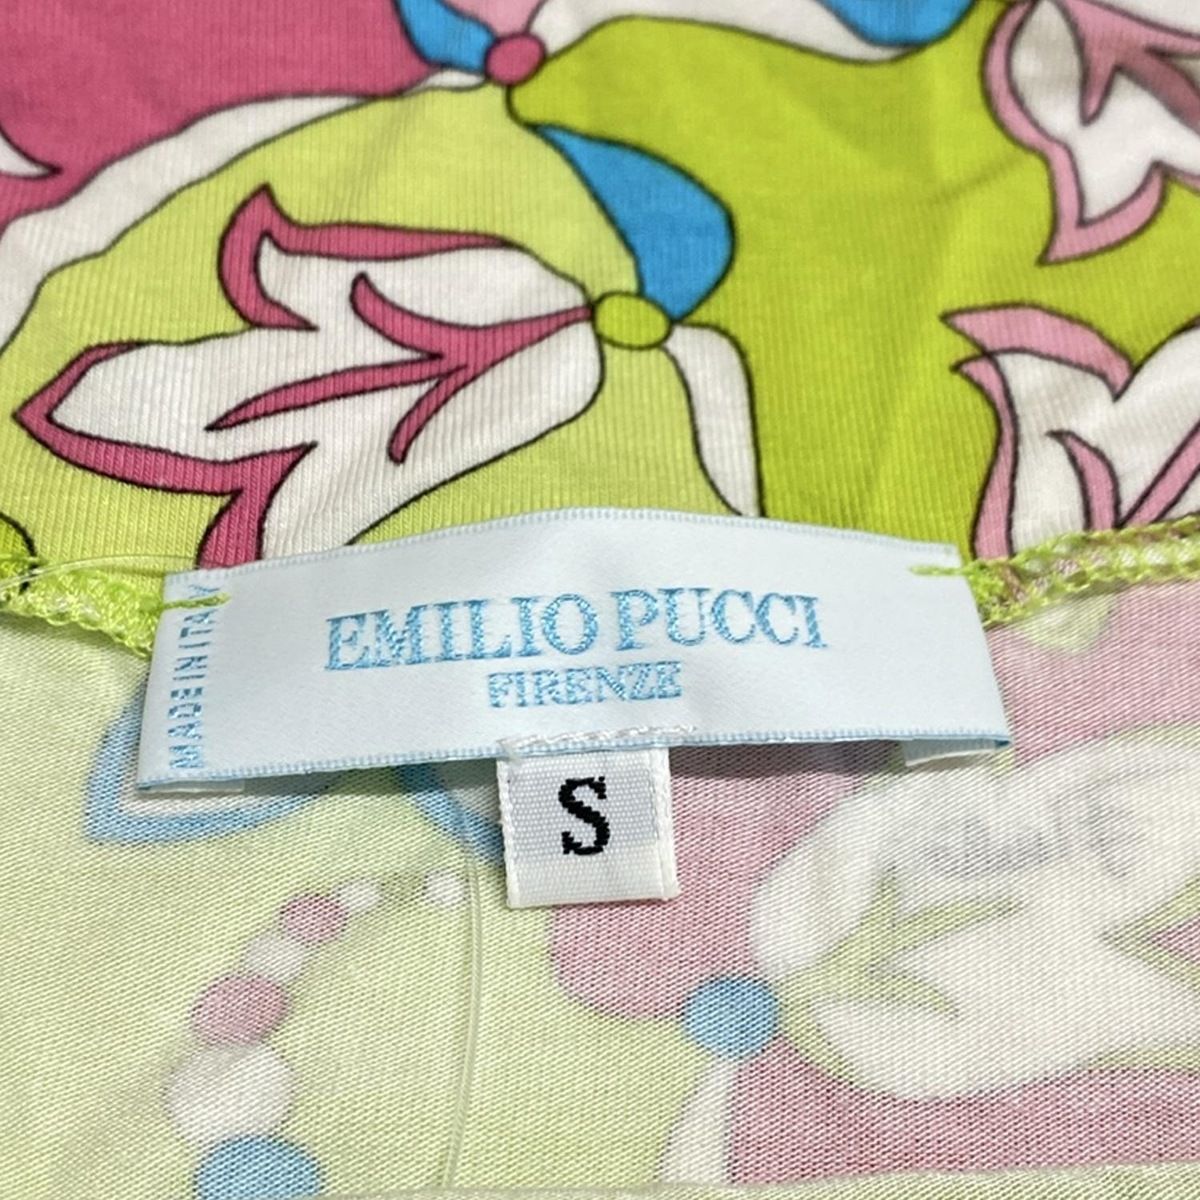 EMILIO PUCCI
FIRENZE
MADE IN ITALY
S